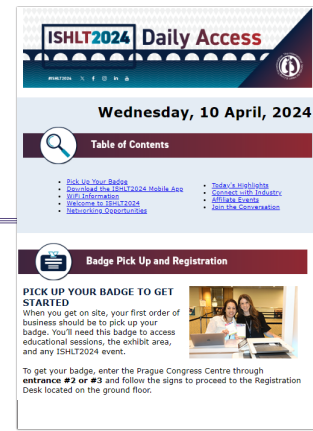 ISHLT2024 Daily Access
#ISHLT2024
Wednesday, 10 April, 2024
Table of Contents
Pick Up Your Badge
Download the ISHLT2024 Mobile App
WiFi Information
Welcome to ISHLT2024
Networking Opportunities
Today's Highlights
Connect with Industry
Affiliate Events
Join the Conversation
Badge Pick Up and Registration
PICK UP YOUR BADGE TO GET
STARTED
When you get on site, your first order of
business should be to pick up your
badge. You'll need this badge to access
educational sessions, the exhibit area,
and any ISHLT2024 event.
To get your badge, enter the Prague Congress Centre through
entrance #2 or #3 and follow the signs to proceed to the Registration
Desk located on the ground floor.